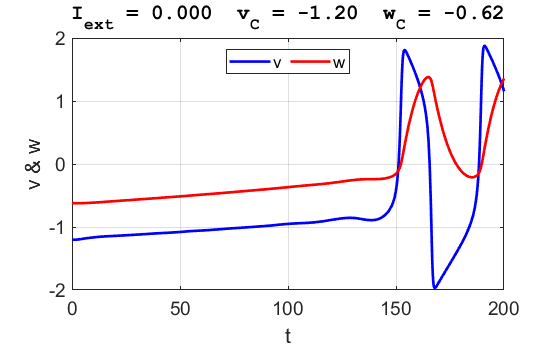 I_ext = 0.000 v_C = -1.20 w_C = -0.62
2
1
0
-1
-2
v & w
v w
0 50 100 150 200
t